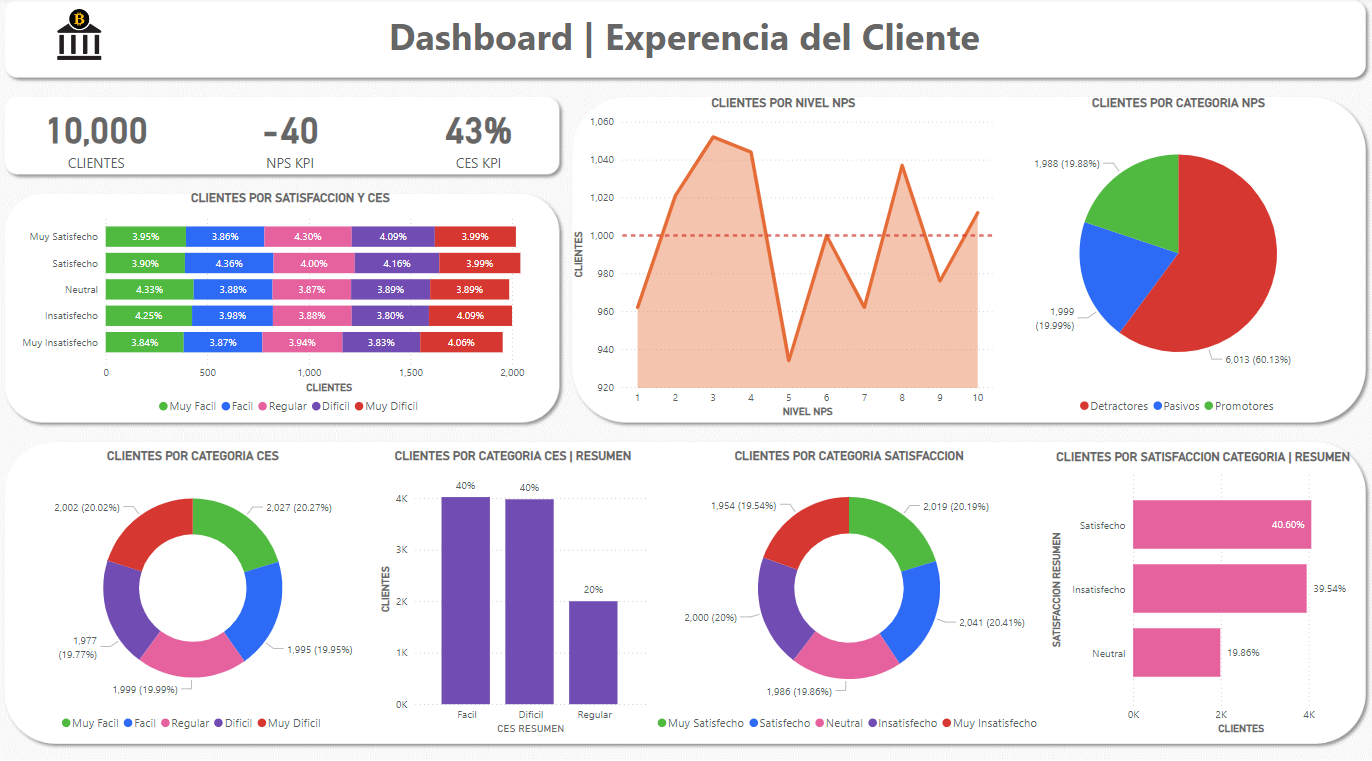 B
Dashboard | Experencia del Cliente
10,000
CLIENTES
-40
NPS KPI
43%
CES KPI
CLIENTES POR SATISFACCION Y CES
Muy Satisfecho 3.95% 3.86% 4.30% 4.09% 3.99%
Satisfecho 3.90% 4.36% 4.00% 4.16% 3.99%
Neutral 4.33% 3.88% 3.87% 3.89% 3.89%
Insatisfecho 4.25% 3.98% 3.88% 3.80% 4.09%
Muy Insatisfecho 3.84% 3.87% 3.94% 3.83% 4.06%
0 500 1,000 1,500 2,000
CLIENTES
Muy Facil Facil Regular Dificil Muy Dificil
CLIENTES POR NIVEL NPS
CLIENTES
1,060
1,040
1,020
1,000
980
960
940
920
1 2 3 4 5 6 7 8 9 10
NIVEL NPS
CLIENTES POR CATEGORIA NPS
1,988 (19.88%)
1,999
(19.99%)
6,013 (60.13%)
Detractores Pasivos Promotores
CLIENTES POR CATEGORIA CES
2,002 (20.02%)
2,027 (20.27%)
1,977
(19.77%)
1,995 (19.95%)
1,999 (19.99%)
Muy Facil Facil Regular Dificil Muy Dificil
CLIENTES POR CATEGORIA CES | RESUMEN
CLIENTES
4K
3K
2K
1K
0K
40%
40%
20%
Facil Dificil Regular
CES RESUMEN
CLIENTES POR CATEGORIA SATISFACCION
1,954 (19.54%)
2,019 (20.19%)
2,000 (20%)
2,041 (20.41%)
1,986 (19.86%)
Muy Satisfecho Satisfecho Neutral Insatisfecho Muy Insatisfecho
CLIENTES POR SATISFACCION CATEGORIA | RESUMEN
SATISFACCION RESUMEN
Satisfecho 40.60%
Insatisfecho 39.54%
Neutral 19.86%
0K 2K 4K
CLIENTES